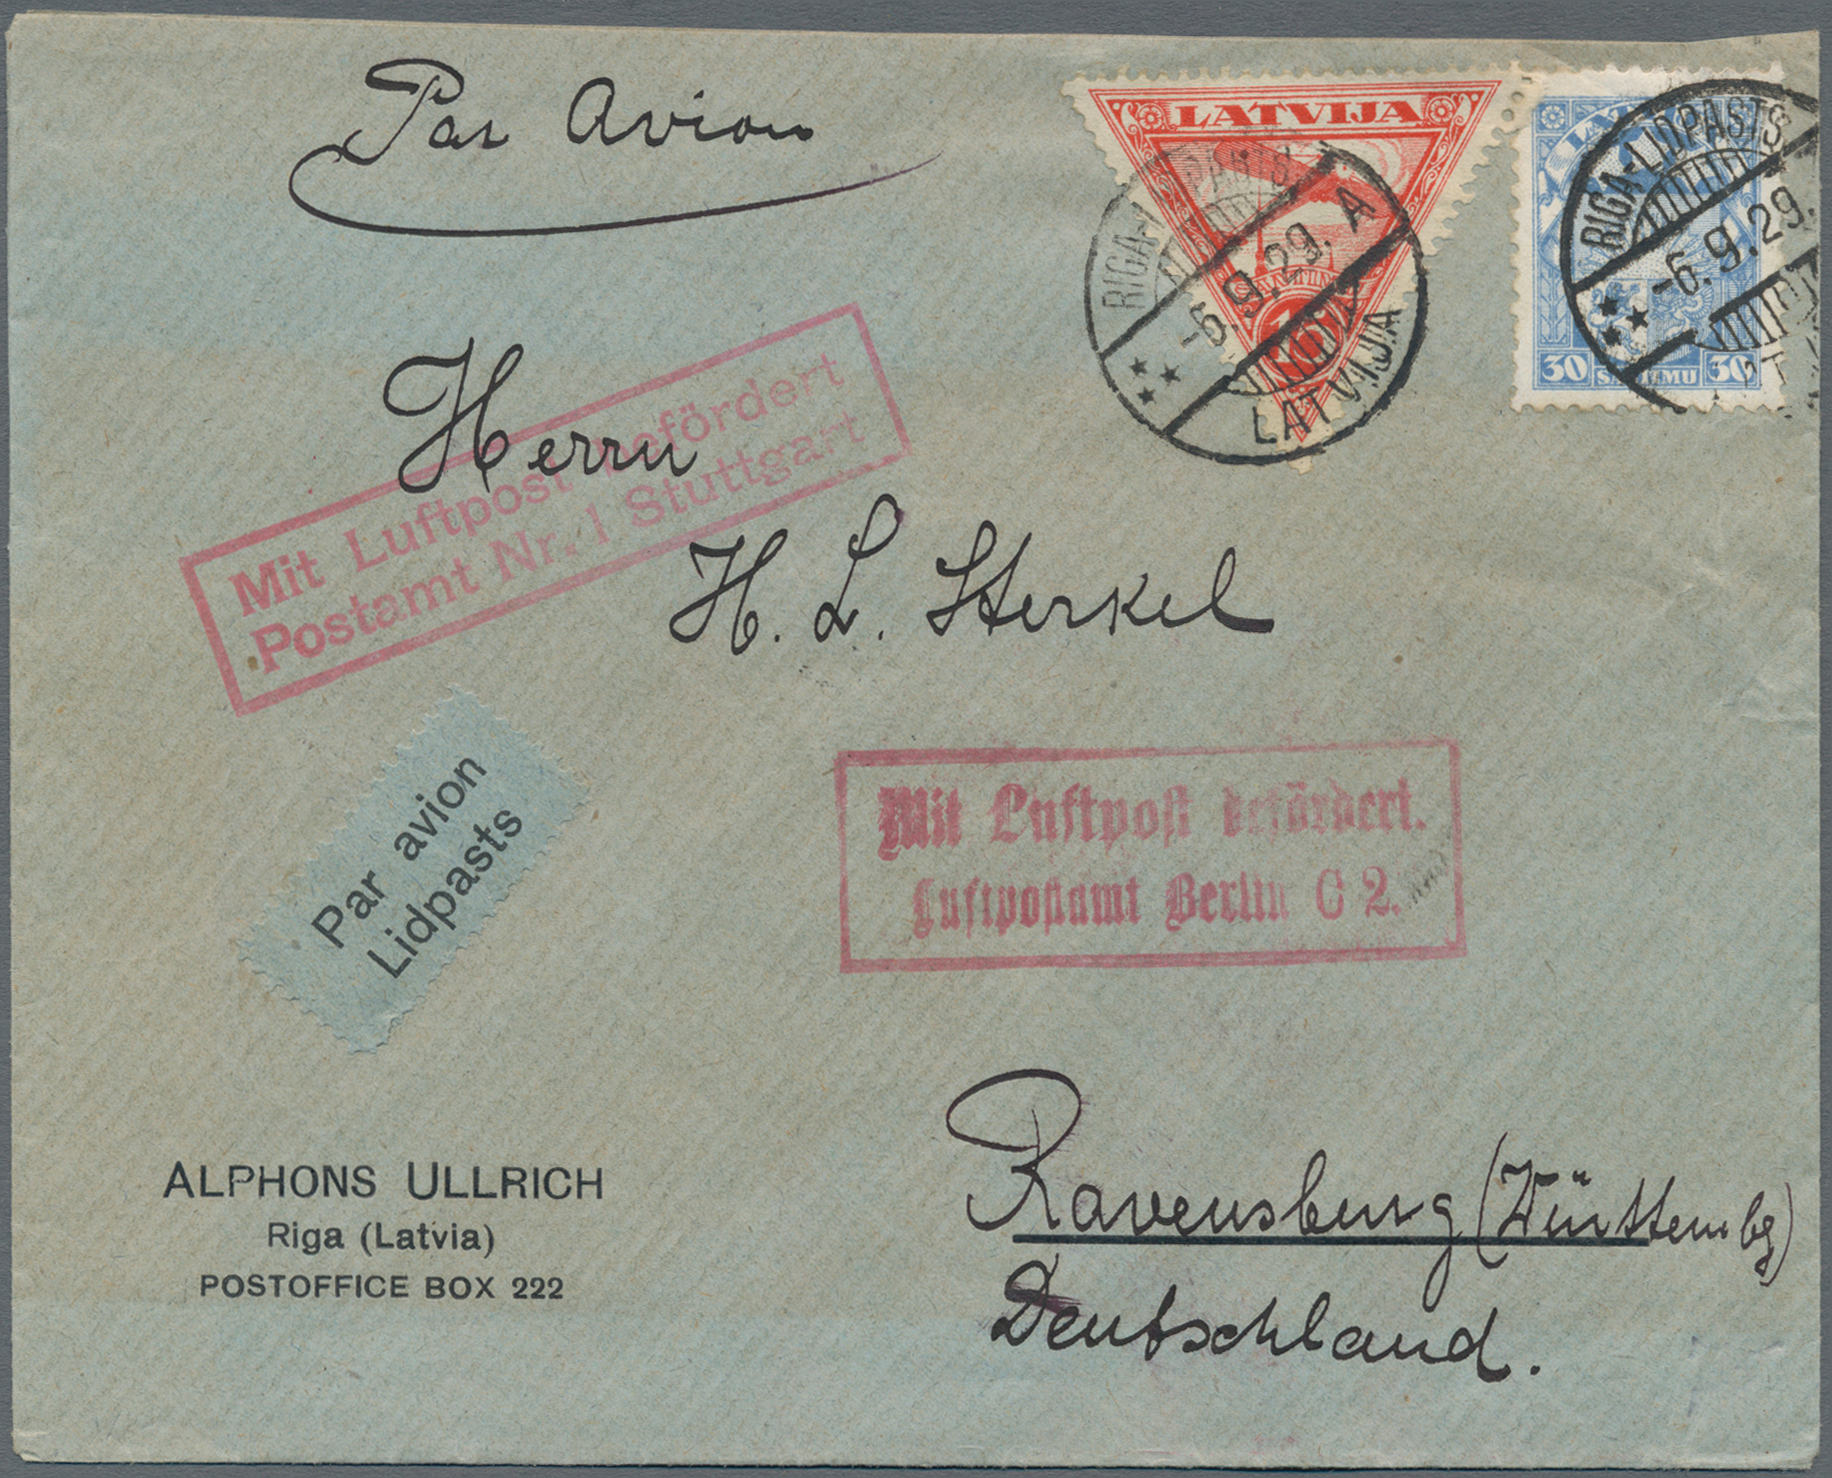 Par Avion
LATVIJA
RIGA-LIDPASTS
-6.9.29. A
LATVIJA
RIGA-LIDPASTS
-6.9.29.
30 30
Herrn
H. L. Sterkel
Mit Luftpost befördert
Postamt Nr. 1 Stuttgart
Par avion
Lidpasts
Mit Luftpost befördert.
Luftpostamt Berlin C 2.
Ravensburg (Württembg)
Deutschland.
ALPHONS ULLRICH
Riga (Latvia)
POSTOFFICE BOX 222